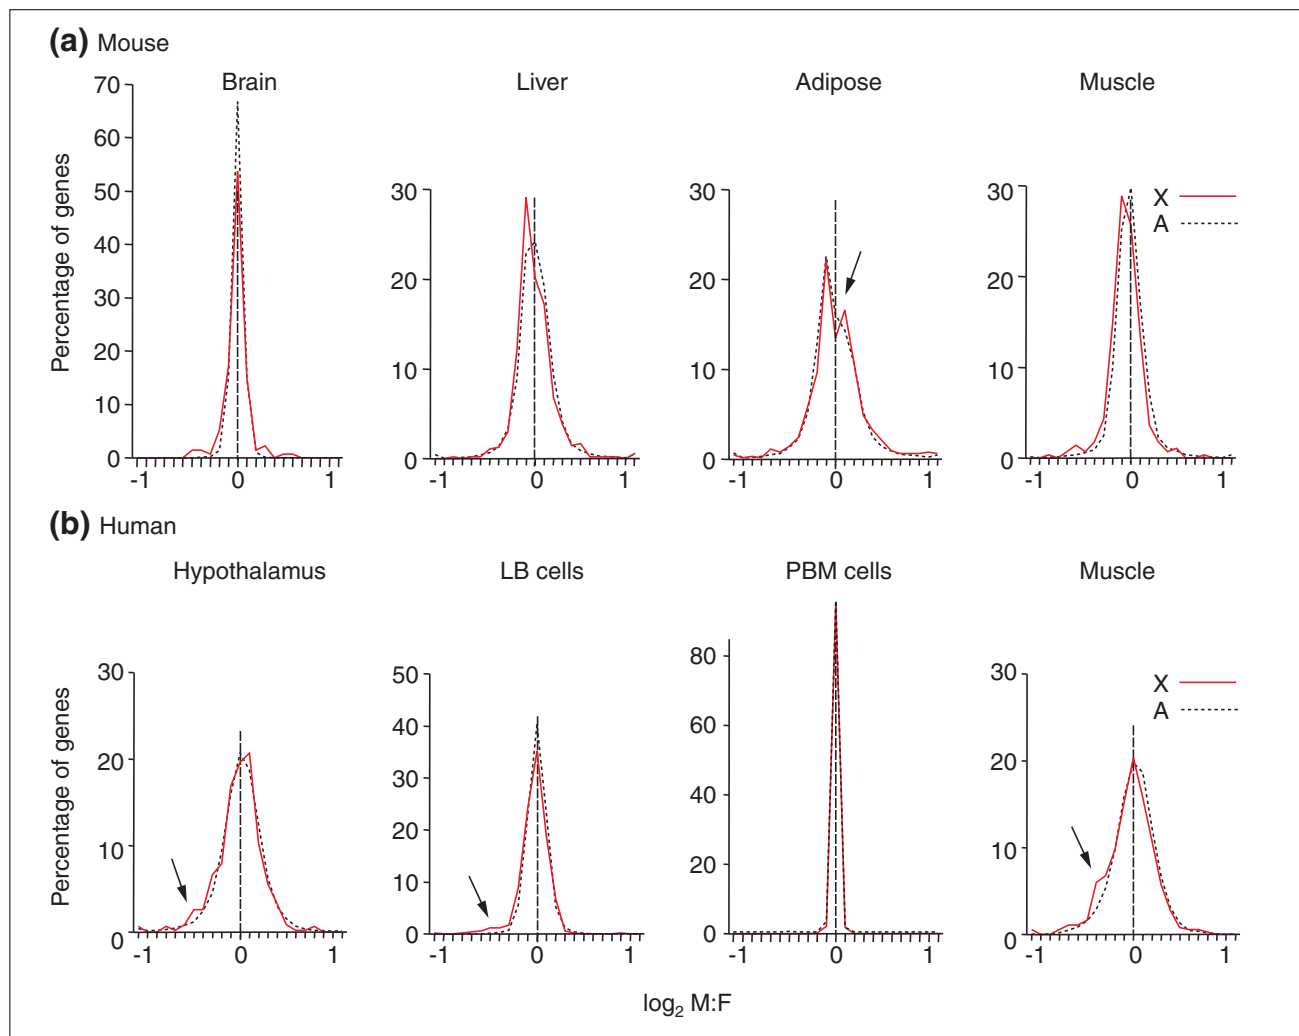 (a) Mouse
Brain
Liver
Adipose
Muscle
Percentage of genes
70
60
50
40
30
20
10
0
-1 0 1
30
20
10
0
-1 0 1
30
20
10
0
-1 0 1
30
20
10
0
-1 0 1
X
A
(b) Human
Hypothalamus
LB cells
PBM cells
Muscle
Percentage of genes
30
20
10
0
-1 0 1
50
40
30
20
10
0
-1 0 1
80
60
40
20
0
-1 0 1
30
20
10
0
-1 0 1
X
A
log2 M:F